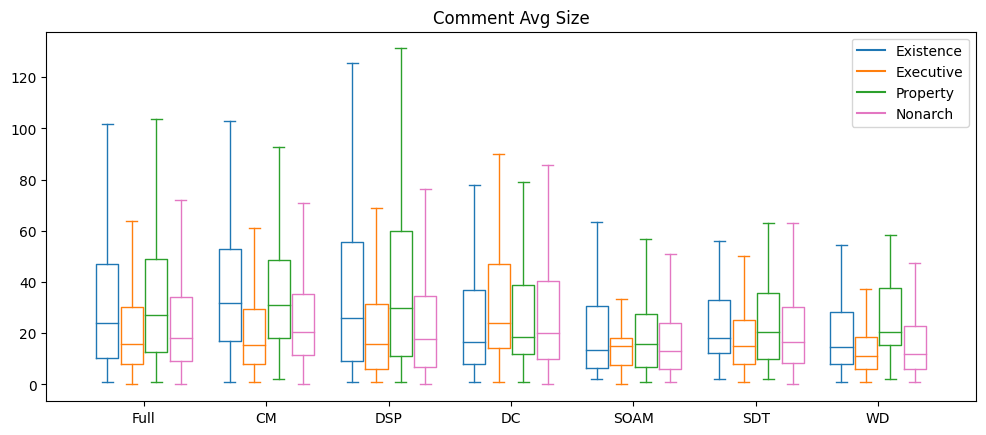 Comment Avg Size
Existence
Executive
Property
Nonarch
120
100
80
60
40
20
0
Full CM DSP DC SOAM SDT WD